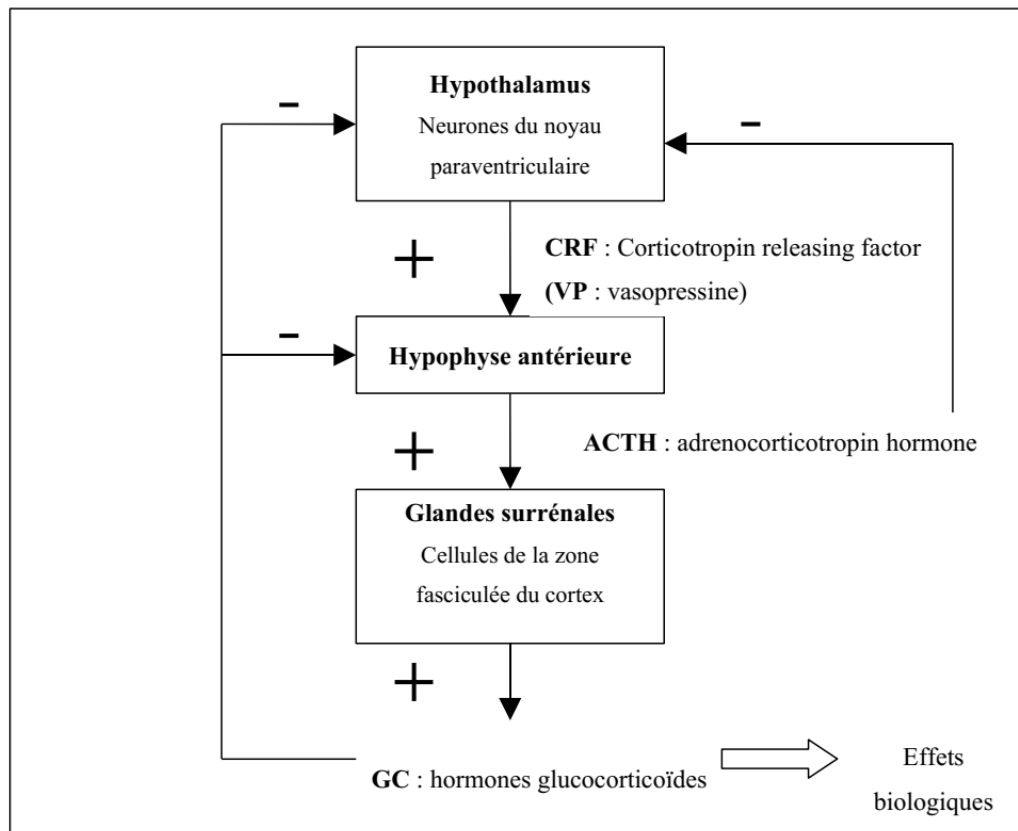 Hypothalamus
Neurones du noyau
paraventriculaire
-
-
+
CRF : Corticotropin releasing factor
(VP : vasopressine)
-
Hypophyse antérieure
+
ACTH : adrenocorticotropin hormone
Glandes surrénales
Cellules de la zone
fasciculée du cortex
+
GC : hormones glucocorticoïdes
Effets
biologiques